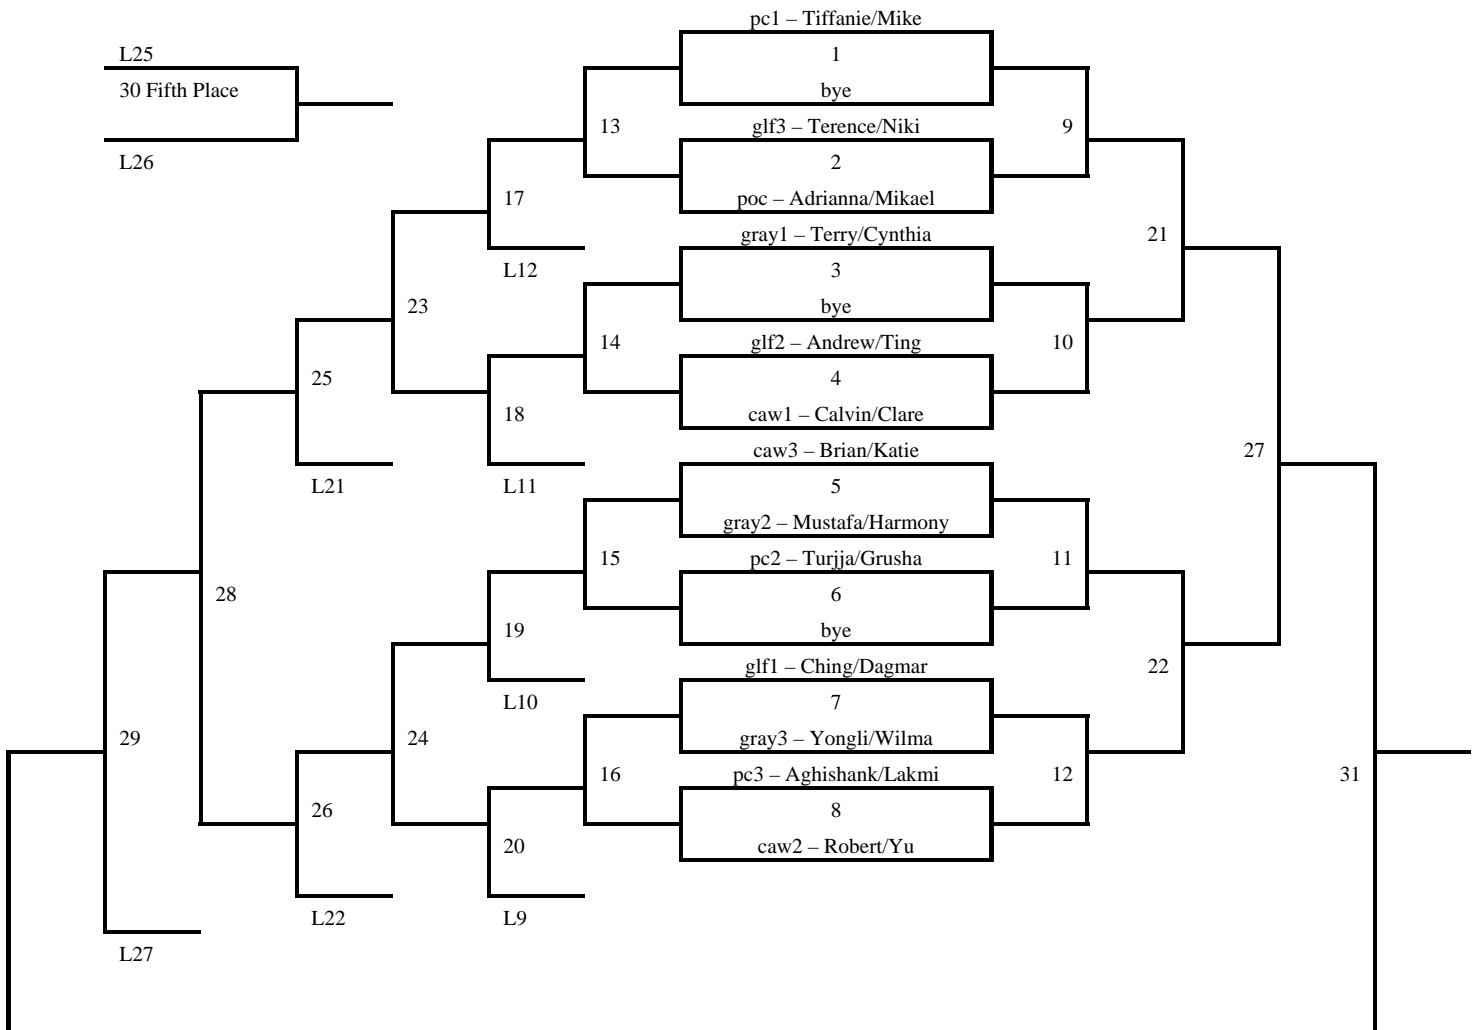 pc1 – Tiffanie/Mike
L25
1
30 Fifth Place
bye
13
glf3 – Terence/Niki
9
L26
2
17
poc – Adrianna/Mikael
gray1 – Terry/Cynthia
21
L12
3
23
bye
14
glf2 – Andrew/Ting
10
25
4
18
caw1 – Calvin/Clare
caw3 – Brian/Katie
27
L21
L11
5
gray2 – Mustafa/Harmony
15
pc2 – Turjja/Grusha
11
28
6
19
bye
glf1 – Ching/Dagmar
22
L10
7
29
24
gray3 – Yongli/Wilma
16
pc3 – Aghishank/Lakmi
12
31
26
8
20
caw2 – Robert/Yu
L22
L9
L27